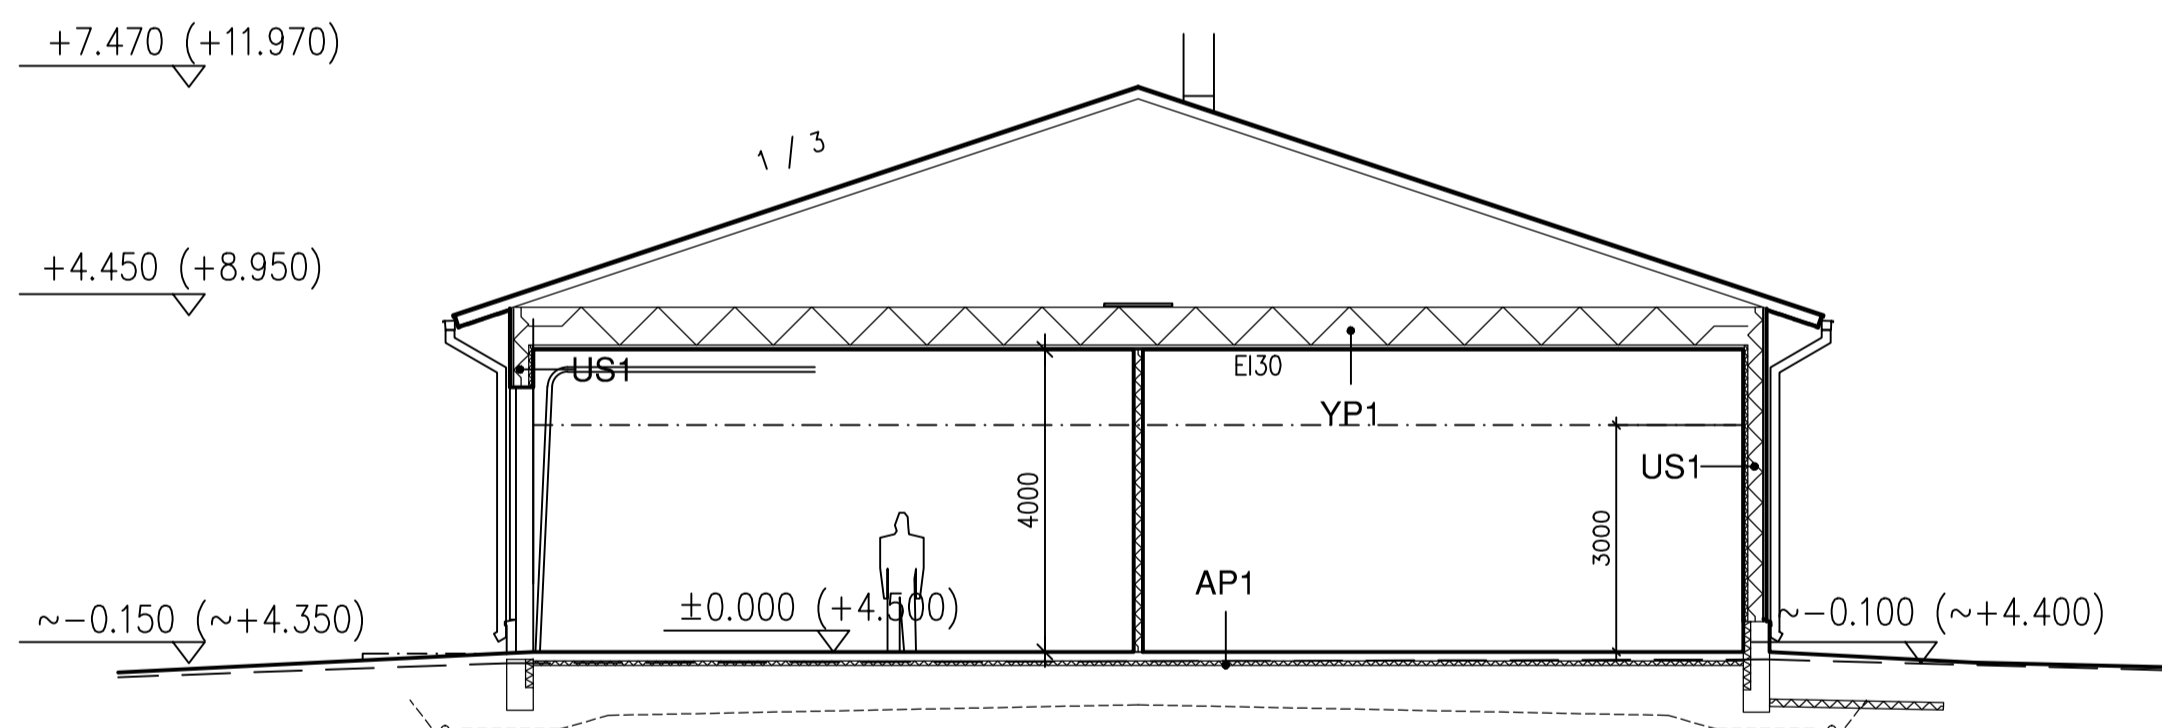 +7.470 (+11.970)
1 / 3
+4.450 (+8.950)
US1
EI30
YP1
US1
4000
3000
AP1
~-0.150 (~+4.350)
±0.000 (+4.500)
~-0.100 (~+4.400)